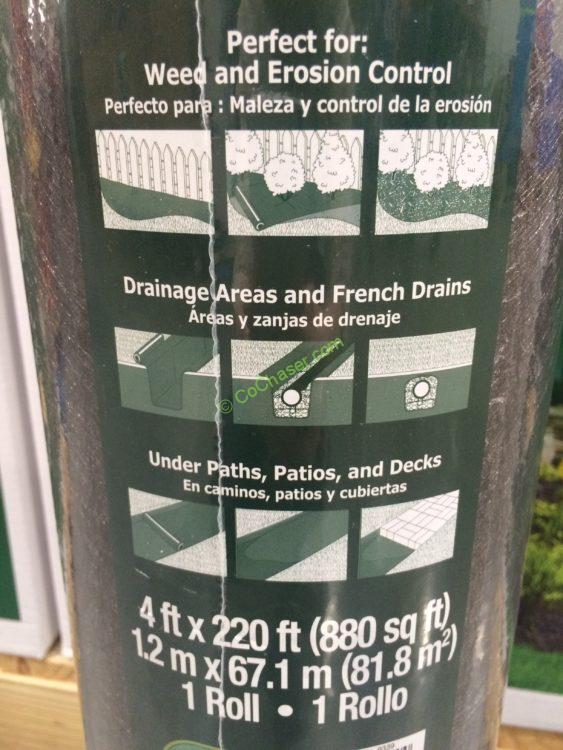 Perfect for:
Weed and Erosion Control
Perfecto para : Maleza y control de la erosión
Drainage Areas and French Drains
Áreas y zanjas de drenaje
© CoChaser.com
Under Paths, Patios, and Decks
En caminos, patios y cubiertas
4 ft x 220 ft (880 sq ft)
1.2 m x 67.1 m (81.8 m²)
1 Roll • 1 Rollo